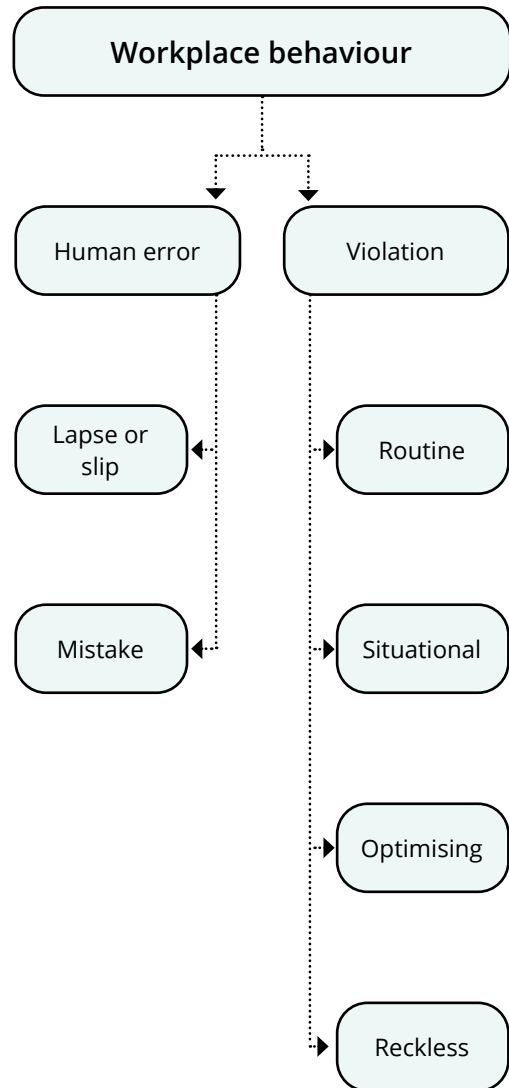 Workplace behaviour
Human error
Violation
Lapse or
slip
Routine
Mistake
Situational
Optimising
Reckless